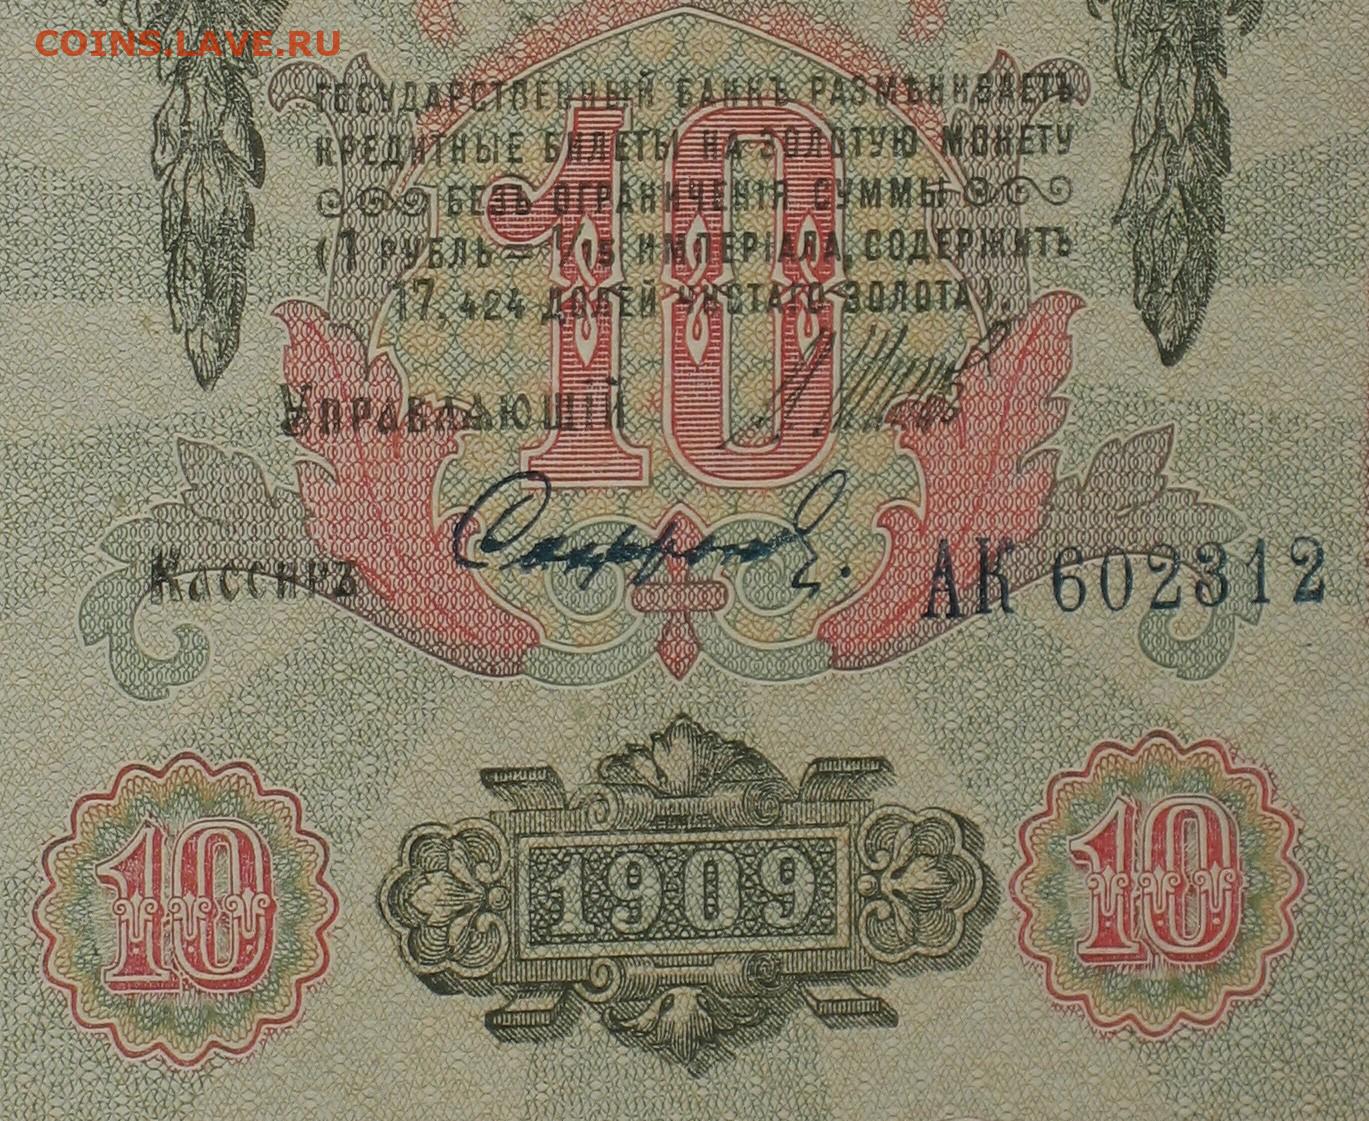 COINS.LAVE.RU
ГОСУДАРСТВЕННЫЙ БАНКЪ РАЗМѢНИВАЕТЪ
КРЕДИТНЫЕ БИЛЕТЫ НА ЗОЛОТУЮ МОНЕТУ
БЕЗЪ ОГРАНИЧЕНІЯ СУММЫ
(1 РУБЛЬ = 1/15 ИМПЕРІАЛА, СОДЕРЖИТЪ
17,424 ДОЛЕЙ ЧИСТАГО ЗОЛОТА).
10
УПРАВЛЯЮЩІЙ
Кассиръ
АК 602312
10 1909 10